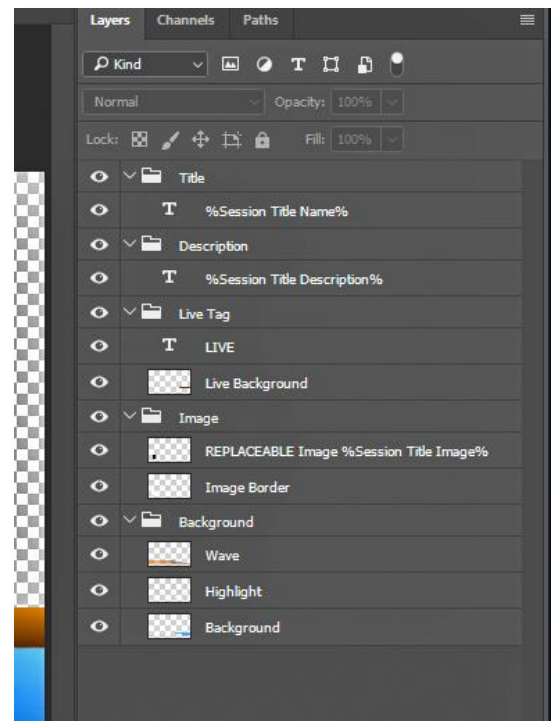 Layers Channels Paths
Kind T
Normal Opacity: 100%
Lock: Fill: 100%
Title
T %Session Title Name%
Description
T %Session Title Description%
Live Tag
T LIVE
Live Background
Image
REPLACEABLE Image %Session Title Image%
Image Border
Background
Wave
Highlight
Background